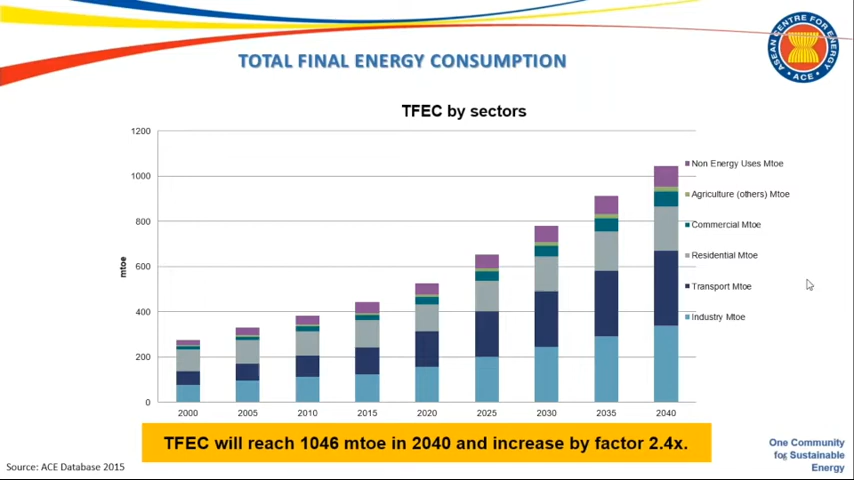 TOTAL FINAL ENERGY CONSUMPTION
ASEAN CENTRE FOR ENERGY
ACE
TFEC by sectors
mtoe
1200
1000
800
600
400
200
0
2000 2005 2010 2015 2020 2025 2030 2035 2040
Non Energy Uses Mtoe
Agriculture (others) Mtoe
Commercial Mtoe
Residential Mtoe
Transport Mtoe
Industry Mtoe
TFEC will reach 1046 mtoe in 2040 and increase by factor 2.4x.
Source: ACE Database 2015
One Community
for Sustainable
Energy